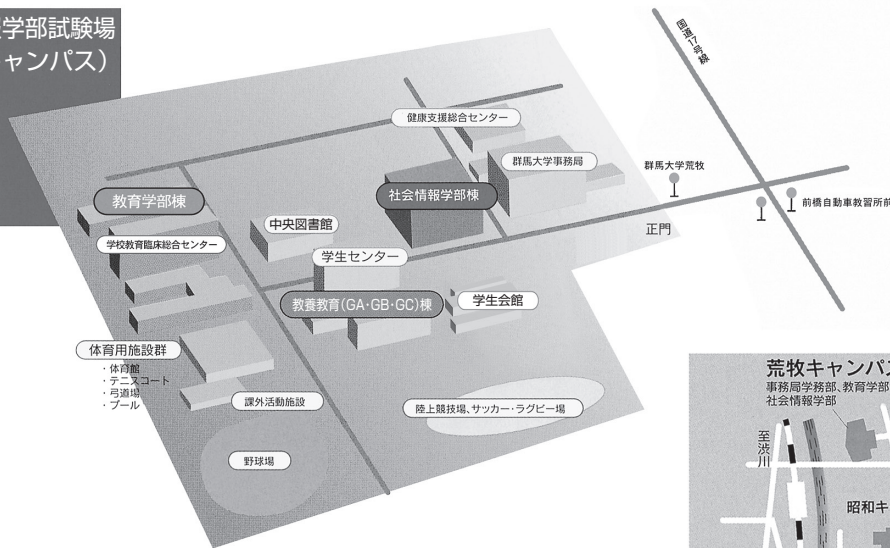 学部試験場
ャンパス）
国道17号線
健康支援総合センター
群馬大学事務局
群馬大学荒牧
前橋自動車教習所前
正門
教育学部棟
社会情報学部棟
中央図書館
学校教育臨床総合センター
学生センター
教養教育(GA・GB・GC)棟
学生会館
体育用施設群
・体育館
・テニスコート
・弓道場
・プール
課外活動施設
陸上競技場、サッカー・ラグビー場
野球場
荒牧キャンパ
事務局学務部、教育学部
社会情報学部
至渋川
昭和キ